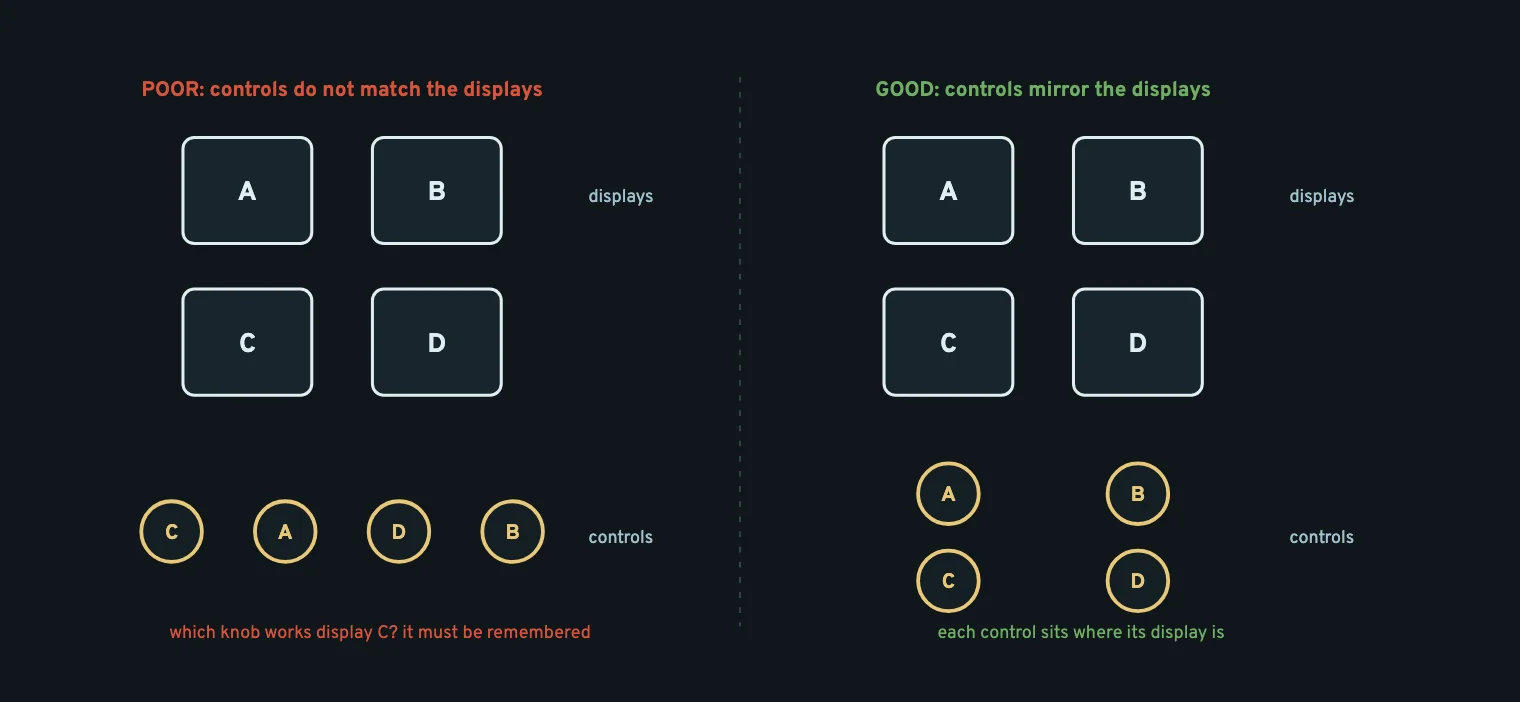 POOR: controls do not match the displays
A
B
displays
C
D
C
A
D
B
controls
which knob works display C? it must be remembered
GOOD: controls mirror the displays
A
B
displays
C
D
A
B
controls
C
D
each control sits where its display is